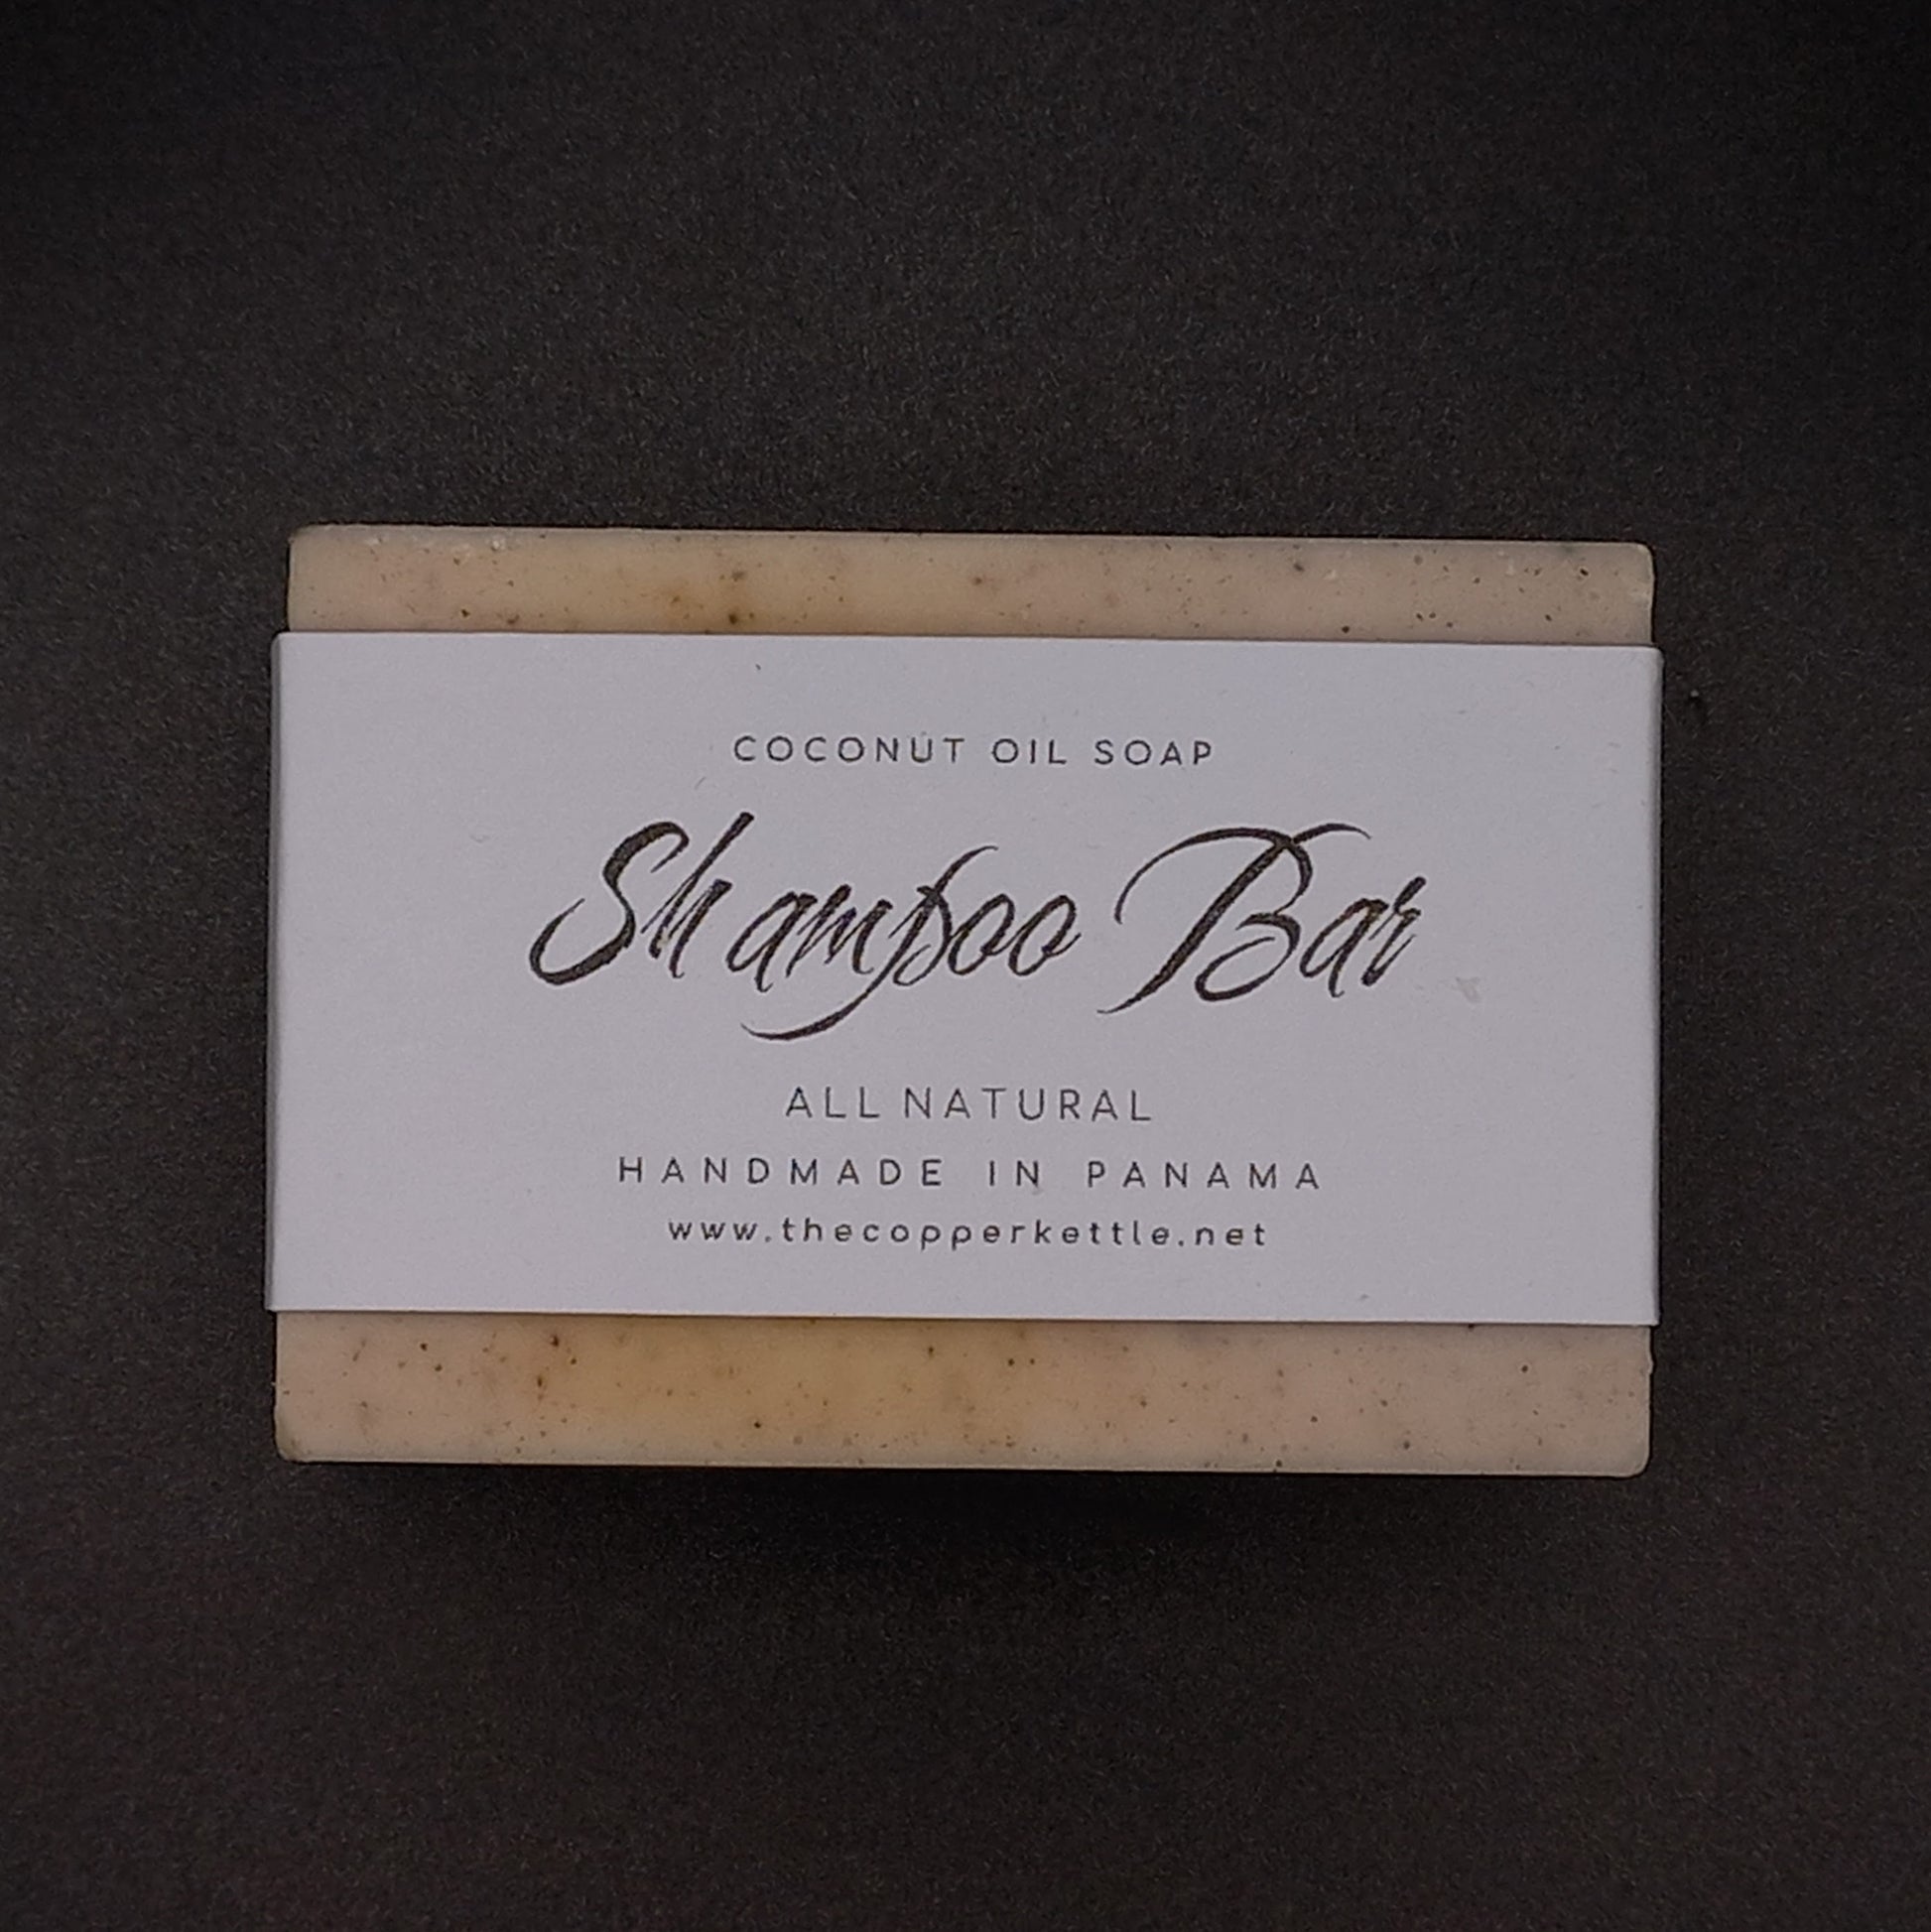 COCONUT OIL SOAP
Shampoo Bar
ALL NATURAL
HANDMADE IN PANAMA
www.thecopperkettle.net